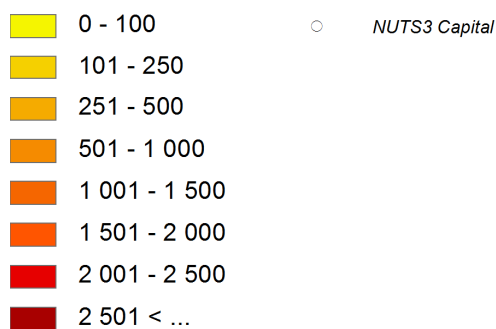 0 - 100
101 - 250
251 - 500
501 - 1 000
1 001 - 1 500
1 501 - 2 000
2 001 - 2 500
2 501 < ...
NUTS3 Capital